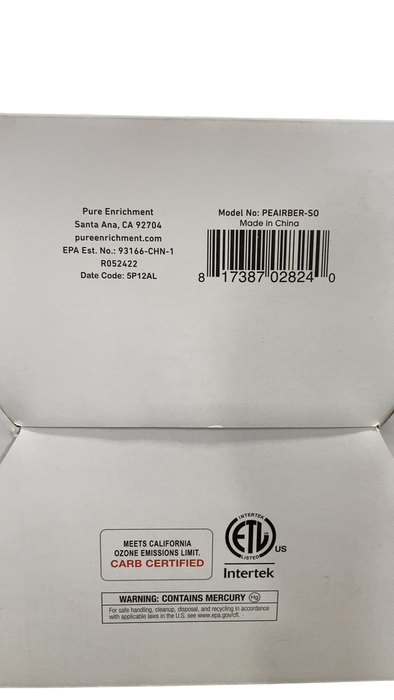 Pure Enrichment
Santa Ana, CA 92704
pureenrichment.com
EPA Est. No.: 93166-CHN-1
R052422
Date Code: 5P12AL
Model No: PEAIRBER-SO
Made in China
8 17387 02824 0
MEETS CALIFORNIA
OZONE EMISSIONS LIMIT.
CARB CERTIFIED
INTERTEK
ETL
LISTED
US
Intertek
WARNING: CONTAINS MERCURY Hg
For safe handling, cleanup, disposal, and recycling in accordance
with applicable laws in the U.S. see www.epa.gov/cfl.